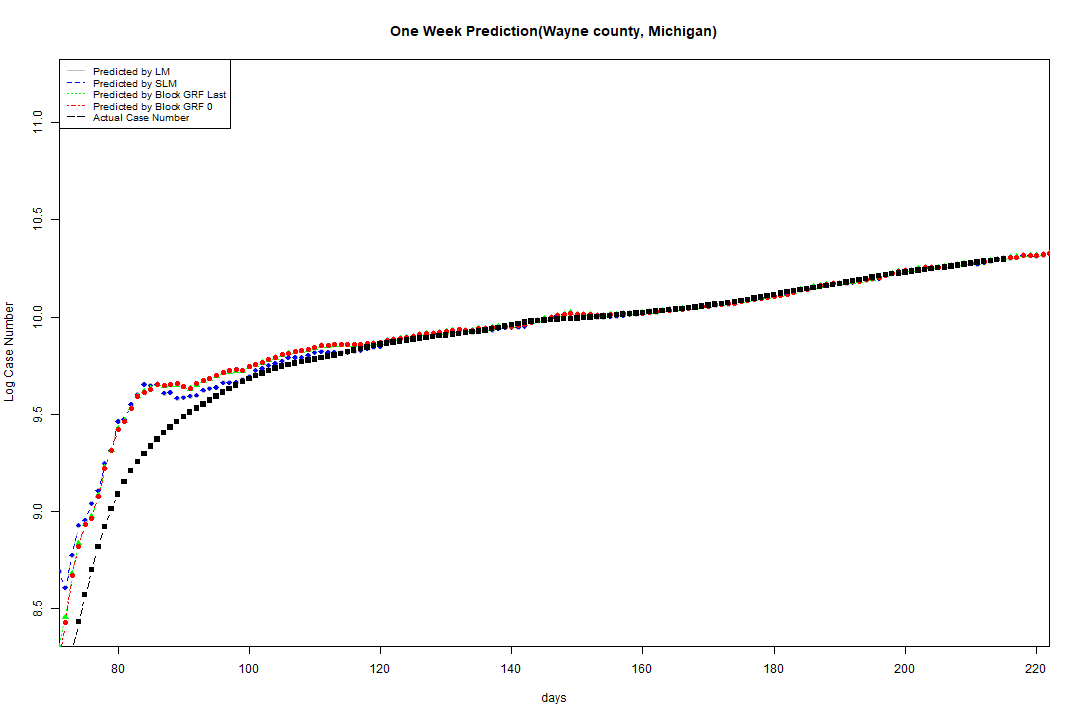 One Week Prediction(Wayne county, Michigan)
Predicted by LM
Predicted by SLM
Predicted by Block GRF Last
Predicted by Block GRF 0
Actual Case Number
11.0
10.5
10.0
9.5
9.0
8.5
Log Case Number
80 100 120 140 160 180 200 220
days